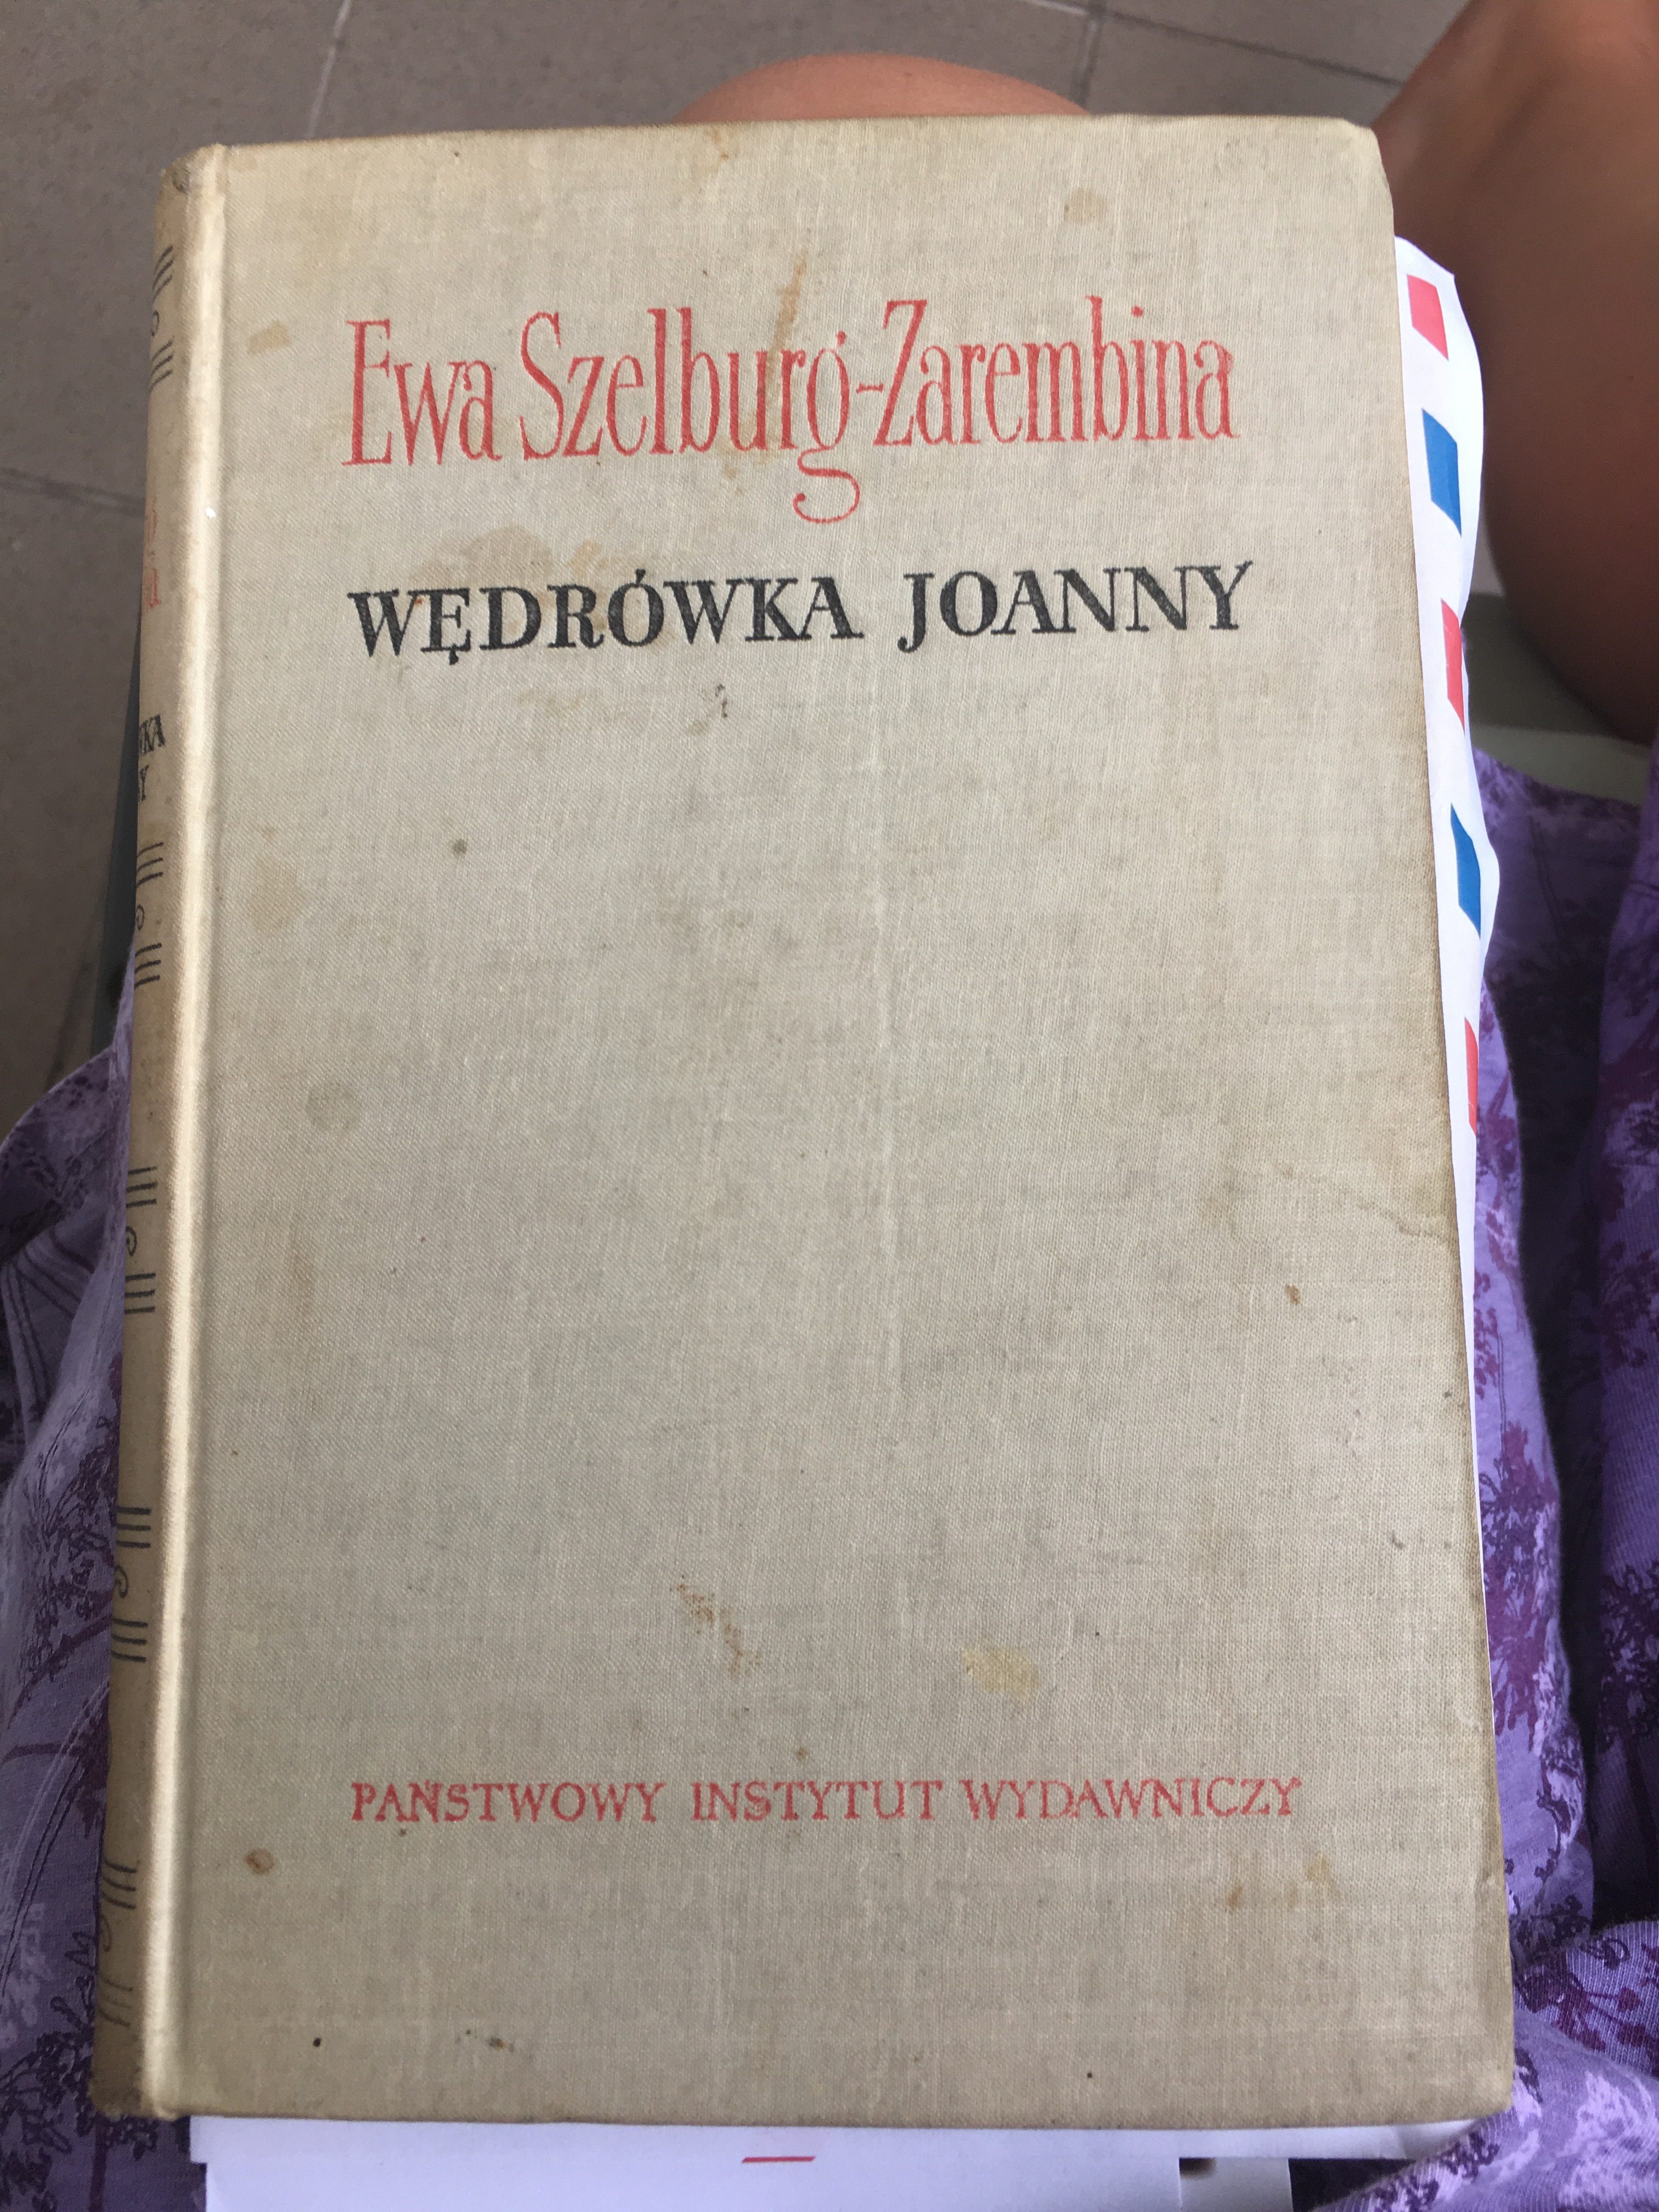 Ewa Szelburg-Zarembina
WĘDRÓWKA JOANNY
PAŃSTWOWY INSTYTUT WYDAWNICZY